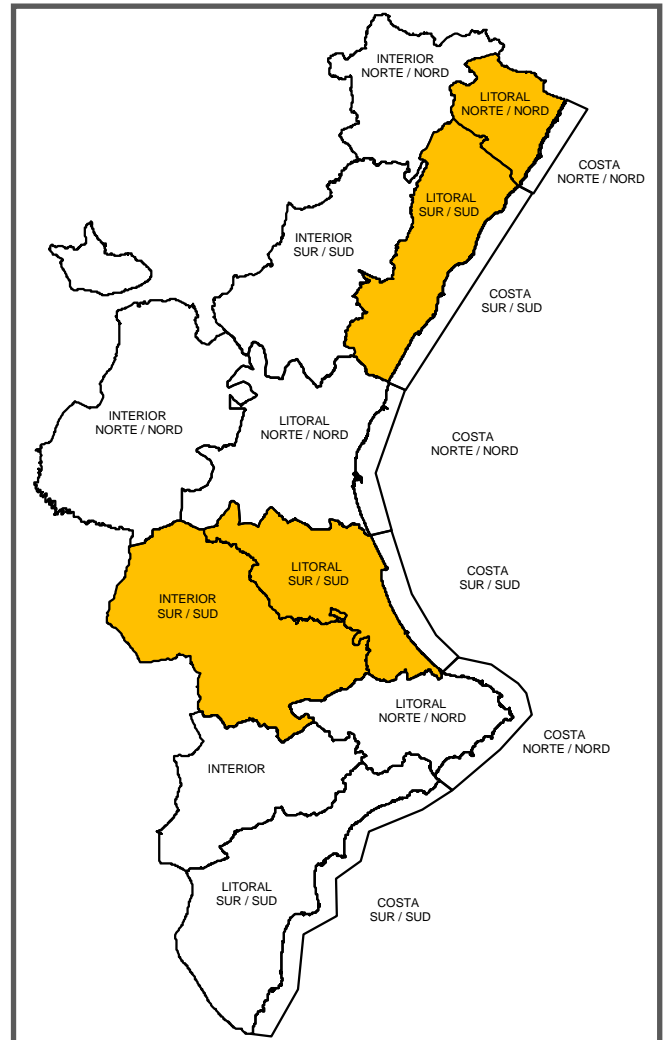 INTERIOR
NORTE / NORD
LITORAL
NORTE / NORD
COSTA
NORTE / NORD
LITORAL
SUR / SUD
INTERIOR
SUR / SUD
COSTA
SUR / SUD
INTERIOR
NORTE / NORD
LITORAL
NORTE / NORD
COSTA
NORTE / NORD
LITORAL
SUR / SUD
COSTA
SUR / SUD
INTERIOR
SUR / SUD
LITORAL
NORTE / NORD
COSTA
NORTE / NORD
INTERIOR
LITORAL
SUR / SUD
COSTA
SUR / SUD